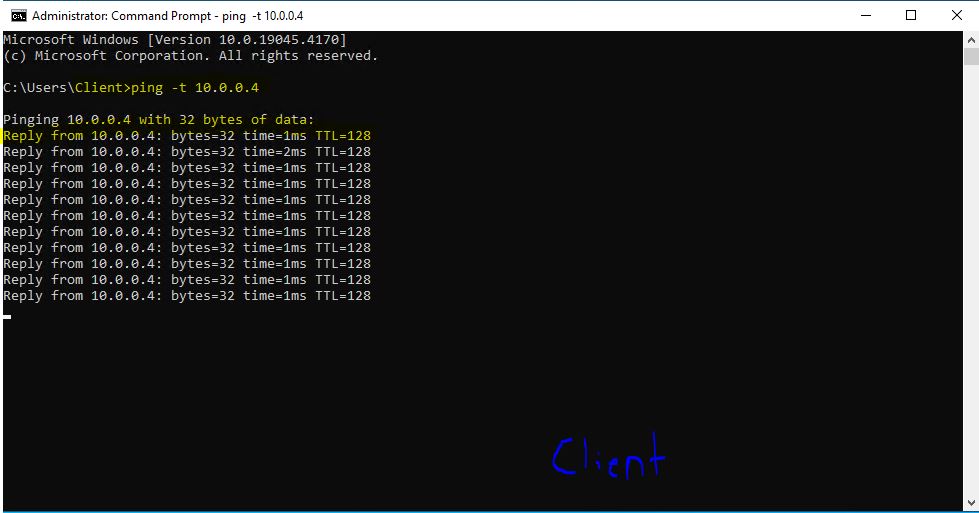 Administrator: Command Prompt - ping  -t 10.0.0.4
Microsoft Windows [Version 10.0.19045.4170]
(c) Microsoft Corporation. All rights reserved.
C:\Users\Client>ping -t 10.0.0.4
Pinging 10.0.0.4 with 32 bytes of data:
Reply from 10.0.0.4: bytes=32 time=1ms TTL=128
Reply from 10.0.0.4: bytes=32 time=2ms TTL=128
Reply from 10.0.0.4: bytes=32 time=1ms TTL=128
Reply from 10.0.0.4: bytes=32 time=1ms TTL=128
Reply from 10.0.0.4: bytes=32 time=1ms TTL=128
Reply from 10.0.0.4: bytes=32 time=1ms TTL=128
Reply from 10.0.0.4: bytes=32 time=1ms TTL=128
Reply from 10.0.0.4: bytes=32 time=1ms TTL=128
Reply from 10.0.0.4: bytes=32 time=1ms TTL=128
Reply from 10.0.0.4: bytes=32 time=1ms TTL=128
Reply from 10.0.0.4: bytes=32 time=1ms TTL=128
Client